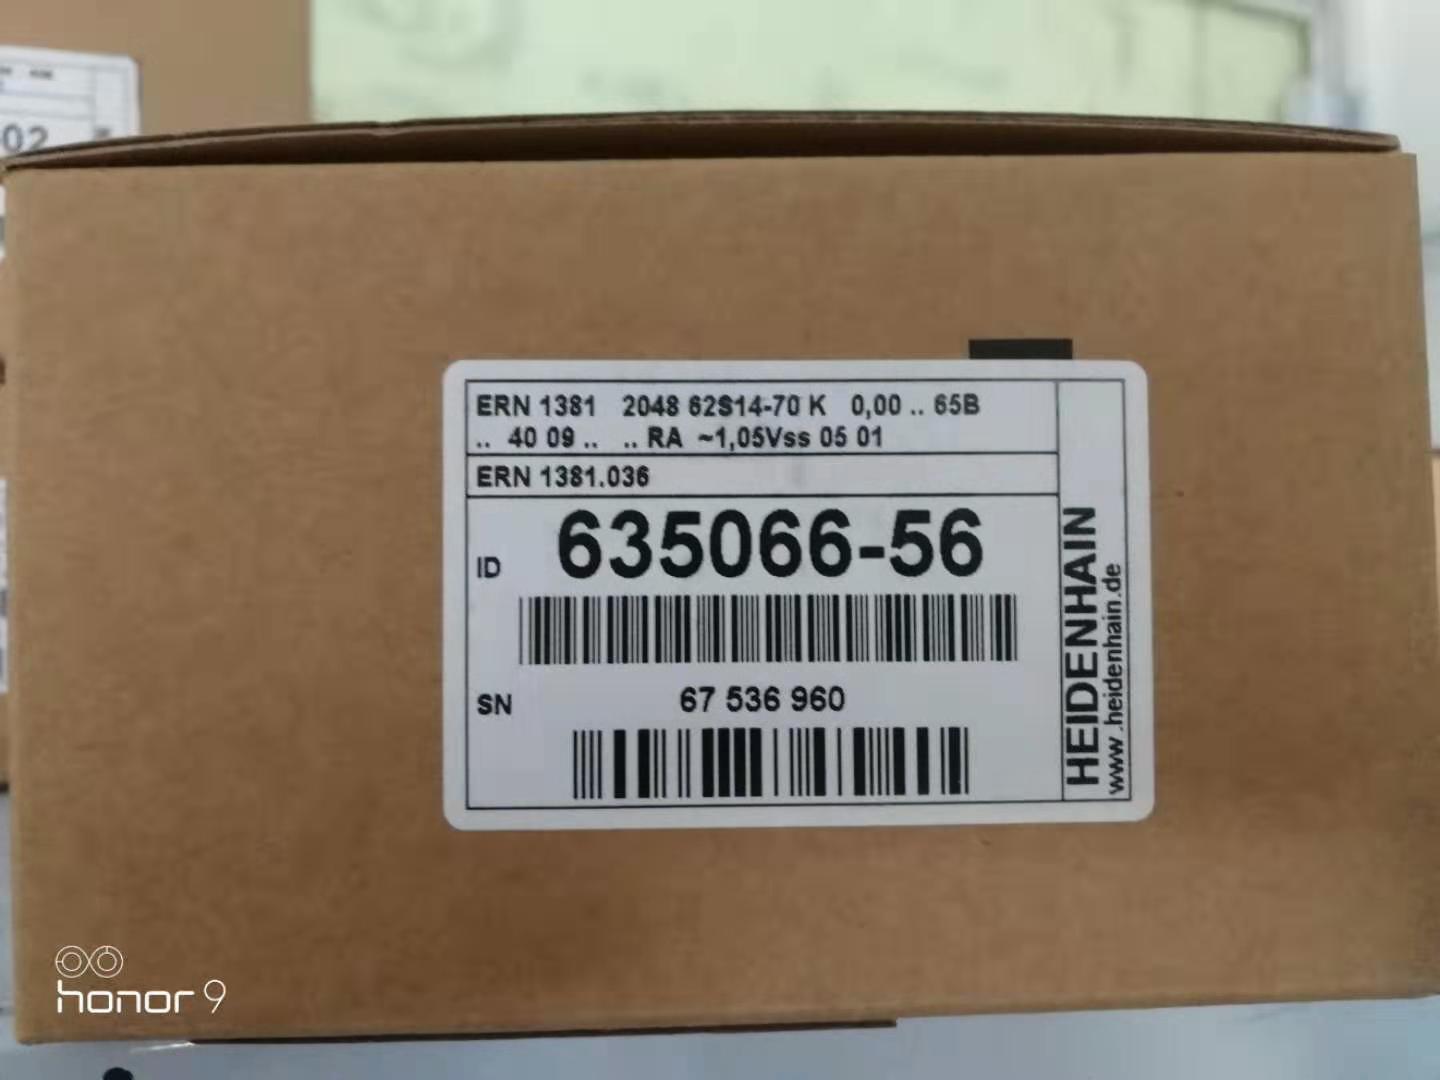 02
ERN 1381 2048 62S14-70 K 0,00 .. 65B
.. 40 09 .. .. RA ~1,05Vss 05 01
ERN 1381.036
ID 635066-56
SN 67 536 960
HEIDENHAIN
www.heidenhain.de
honor 9